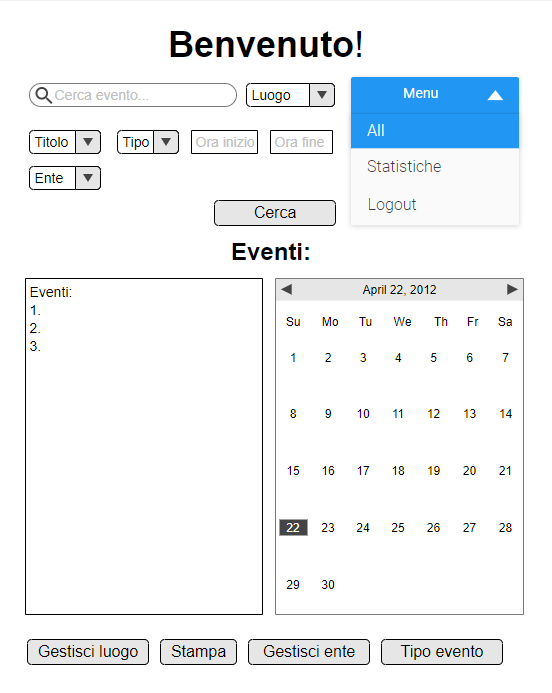 Benvenuto!
Cerca evento... Luogo Menu
All
Titolo Tipo Ora inizio Ora fine
Statistiche
Ente
Logout
Cerca
Eventi:
Eventi:
1.
2.
3.
April 22, 2012
Su Mo Tu We Th Fr Sa
1 2 3 4 5 6 7
8 9 10 11 12 13 14
15 16 17 18 19 20 21
22 23 24 25 26 27 28
29 30
Gestisci luogo Stampa Gestisci ente Tipo evento